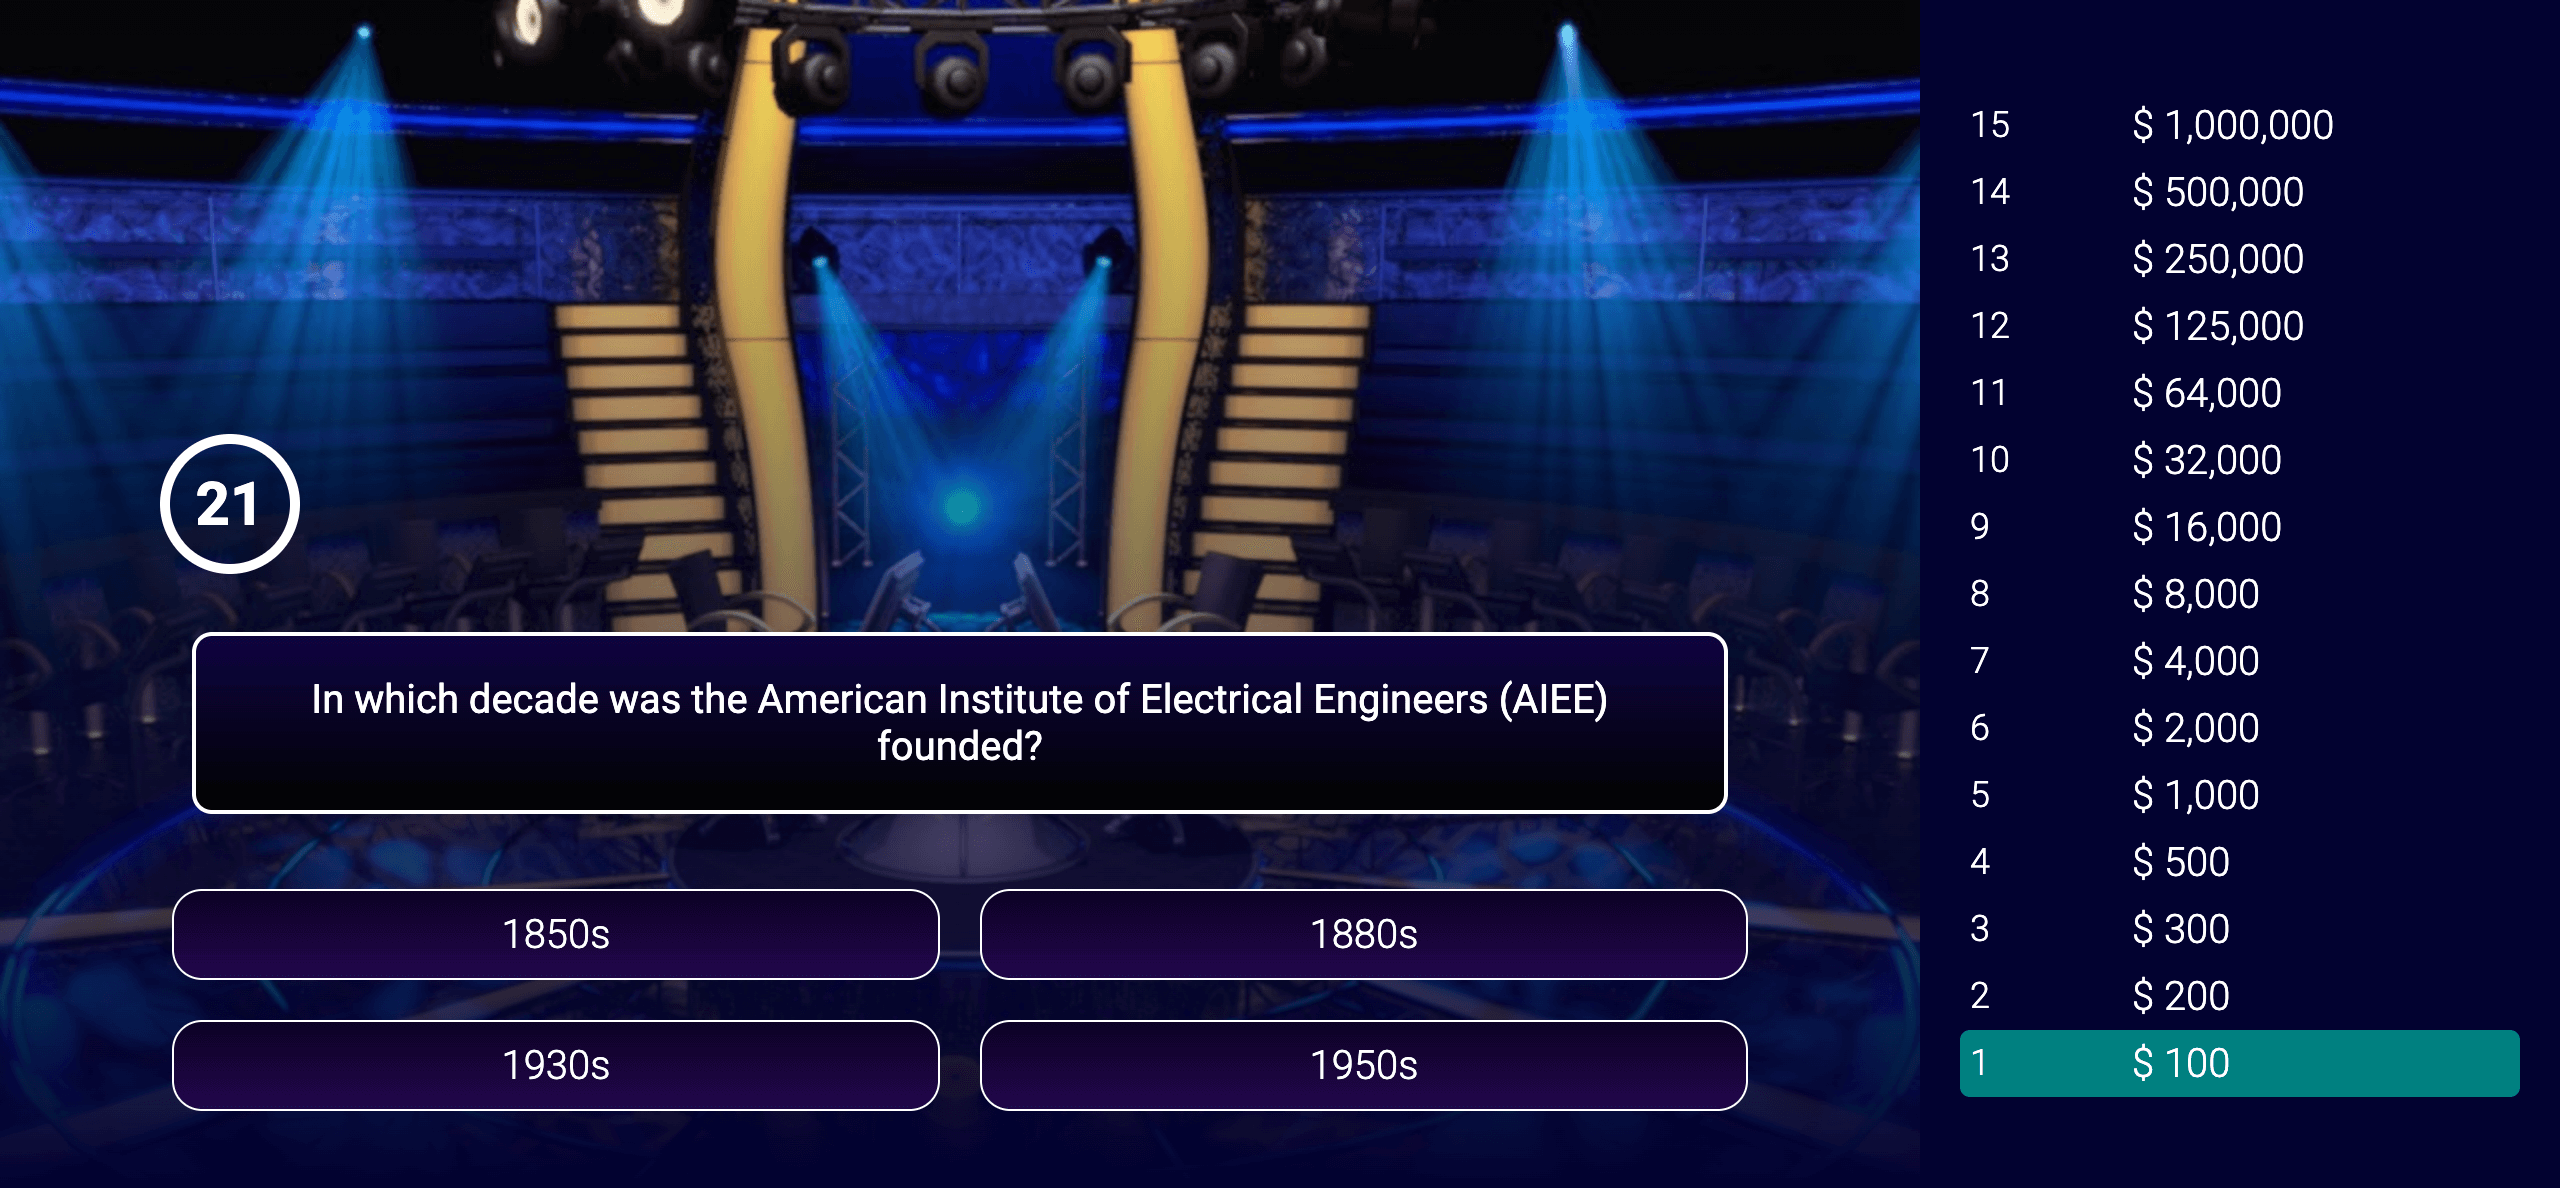 21
In which decade was the American Institute of Electrical Engineers (AIEE)
founded?
1850s
1880s
1930s
1950s
15 $ 1,000,000
14 $ 500,000
13 $ 250,000
12 $ 125,000
11 $ 64,000
10 $ 32,000
9 $ 16,000
8 $ 8,000
7 $ 4,000
6 $ 2,000
5 $ 1,000
4 $ 500
3 $ 300
2 $ 200
1 $ 100